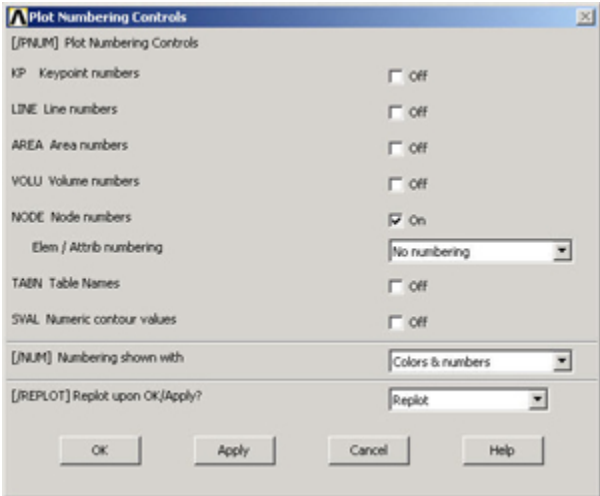 Plot Numbering Controls
[/PNUM] Plot Numbering Controls
KP Keypoint numbers Off
LINE Line numbers Off
AREA Area numbers Off
VOLU Volume numbers Off
NODE Node numbers On
Elem / Attrib numbering No numbering
TABN Table Names Off
SVAL Numeric contour values Off
[/NUM] Numbering shown with Colors & numbers
[/REPLOT] Replot upon OK/Apply? Replot
OK Apply Cancel Help